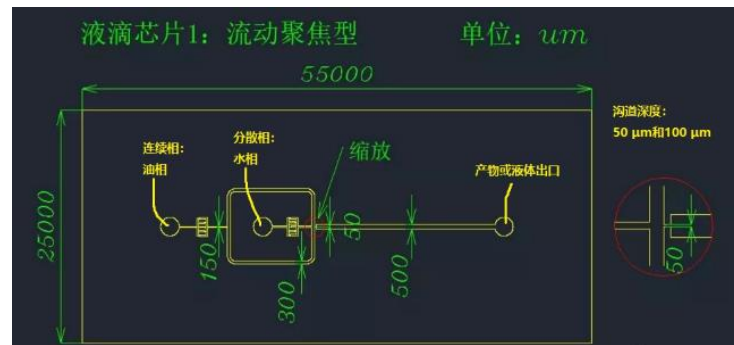 液滴芯片1：流动聚焦型
单位：um
55000
沟道深度：
50 μm和100 μm
连续相：
油相
分散相：
水相
缩放
产物或液体出口
25000
150
300
50
500
50